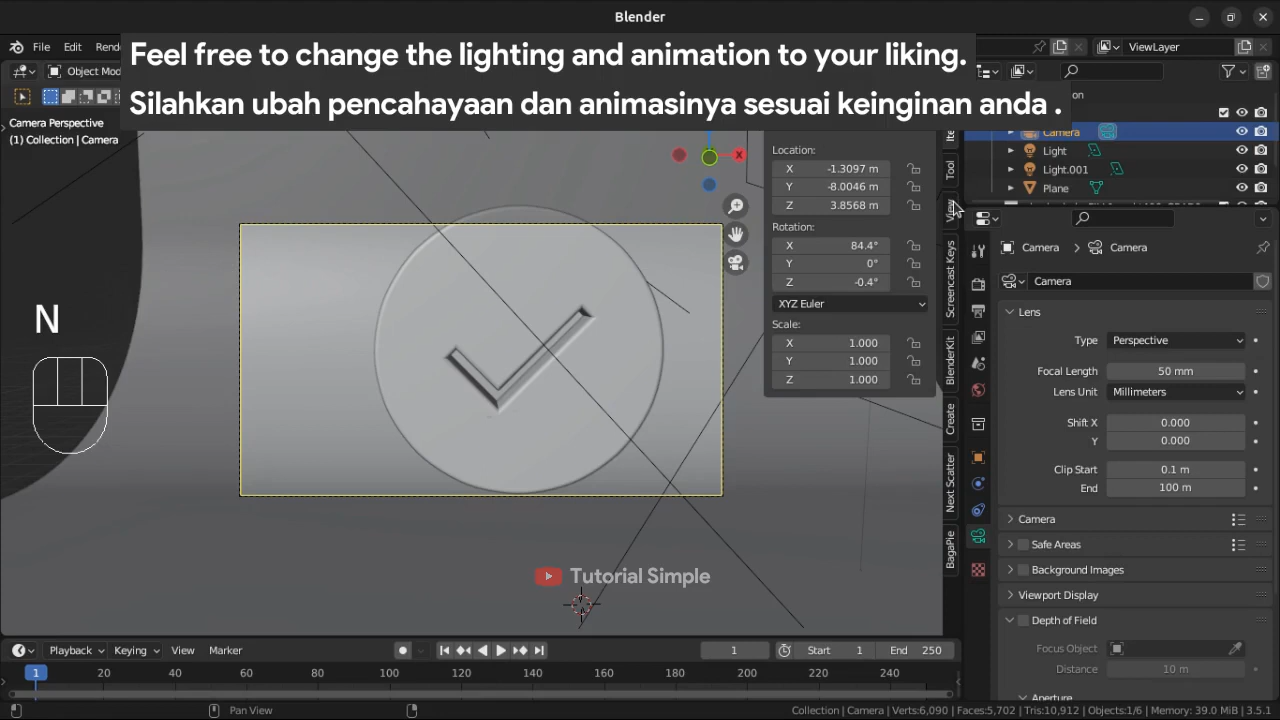 Blender
Feel free to change the lighting and animation to your liking.
Silahkan ubah pencahayaan dan animasinya sesuai keinginan anda .
File Edit
ViewLayer
Camera Perspective
(1) Collection | Camera
Camera
Light
Light.001
Plane
Location:
X -1.3097 m
Y -8.0046 m
Z 3.8568 m
Rotation:
X 84.4°
Y 0°
Z -0.4°
XYZ Euler
Scale:
X 1.000
Y 1.000
Z 1.000
Tool
View
Screencast Keys
BlenderKit
Create
Next Scatter
BagaPie
X
N
Camera > Camera
Camera
Lens
Type Perspective
Focal Length 50 mm
Lens Unit Millimeters
Shift X 0.000
Y 0.000
Clip Start 0.1 m
End 100 m
Camera
Safe Areas
Background Images
Viewport Display
Depth of Field
Focus Object
Distance 10 m
Aperture
Tutorial Simple
Playback Keying View Marker
1 Start 1 End 250
1 20 40 60 80 100 120 140 160 180 200 220 240
Pan View
Collection | Camera | Verts:6,090 | Faces:5,702 | Tris:10,912 | Objects:1/6 | Memory: 39.0 MiB | 3.5.1